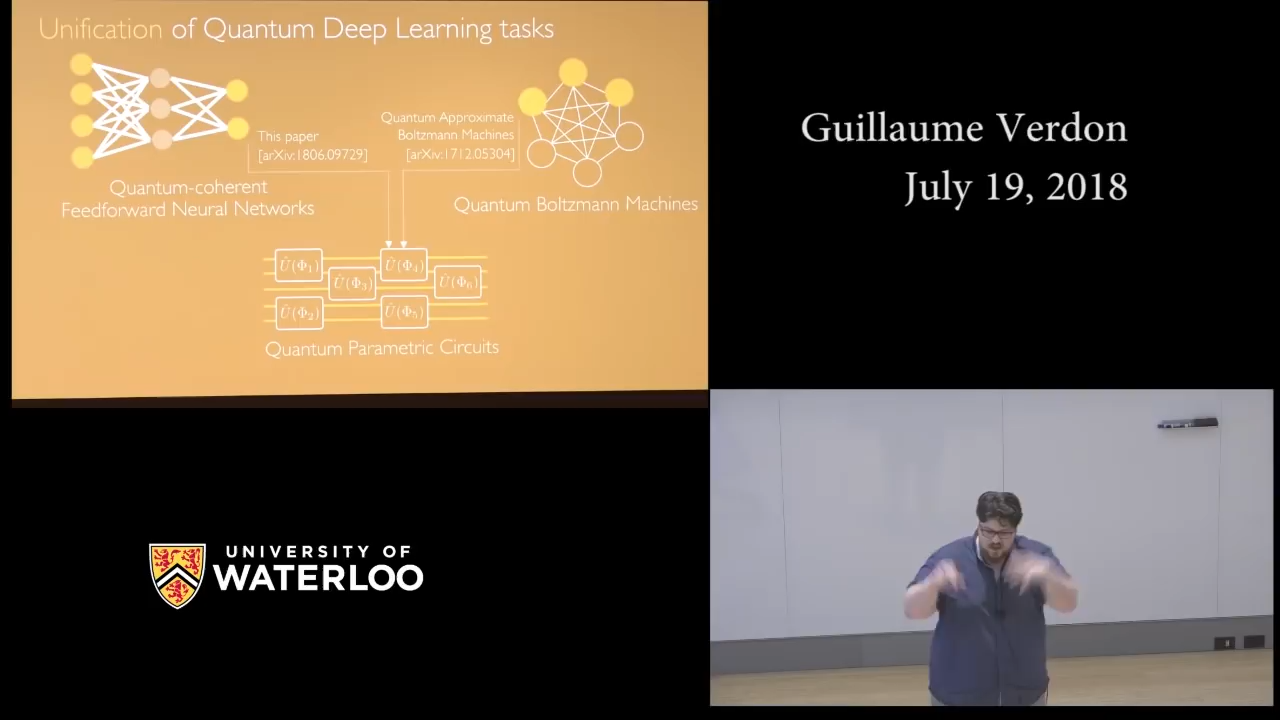 Unification of Quantum Deep Learning tasks
This paper
[arXiv:1806.09729]
Quantum Approximate
Boltzmann Machines
[arXiv:1712.05304]
Quantum-coherent
Feedforward Neural Networks
Quantum Boltzmann Machines
Û(Φ₁)
Û(Φ₂)
Û(Φ₃)
Û(Φ₄)
Û(Φ₅)
Û(Φ₆)
Quantum Parametric Circuits
Guillaume Verdon
July 19, 2018
UNIVERSITY OF
WATERLOO